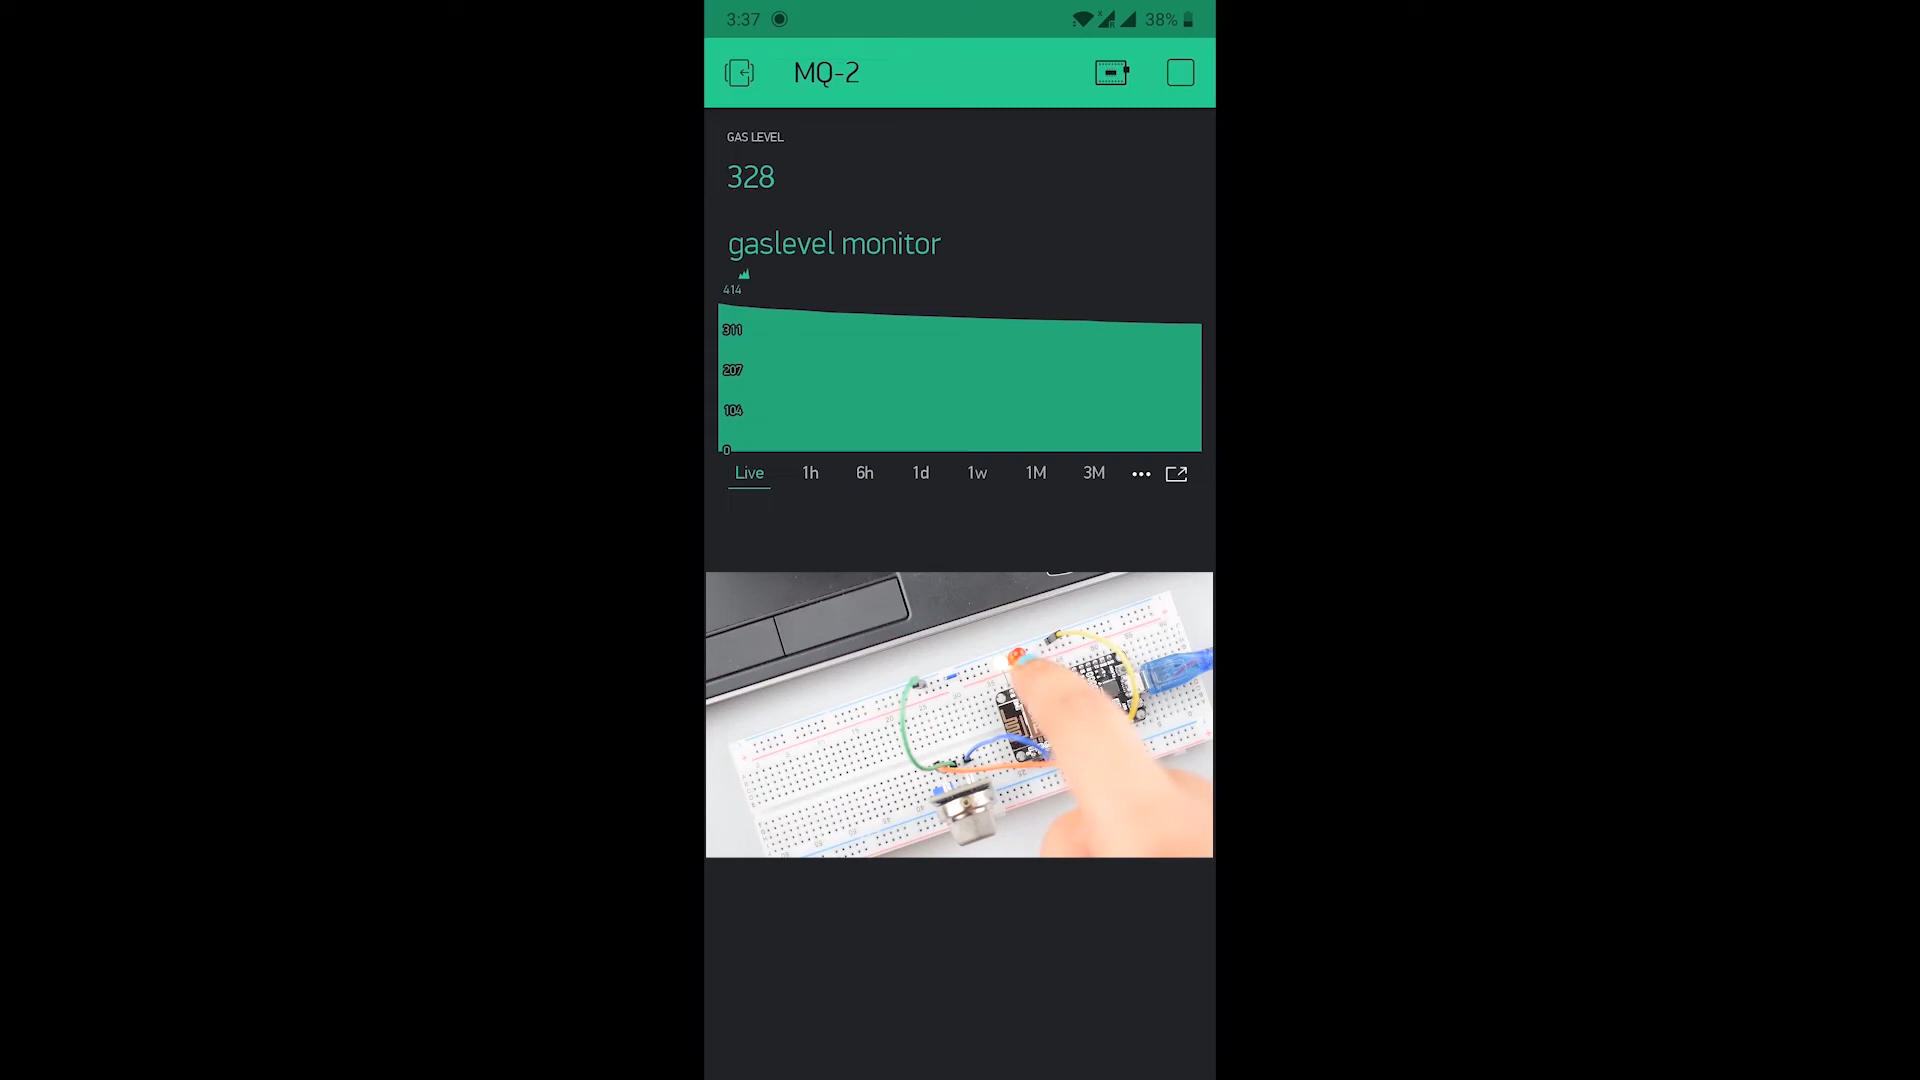 3:37
38%
MQ-2
GAS LEVEL
328
gaslevel monitor
414
311
207
104
0
Live 1h 6h 1d 1w 1M 3M